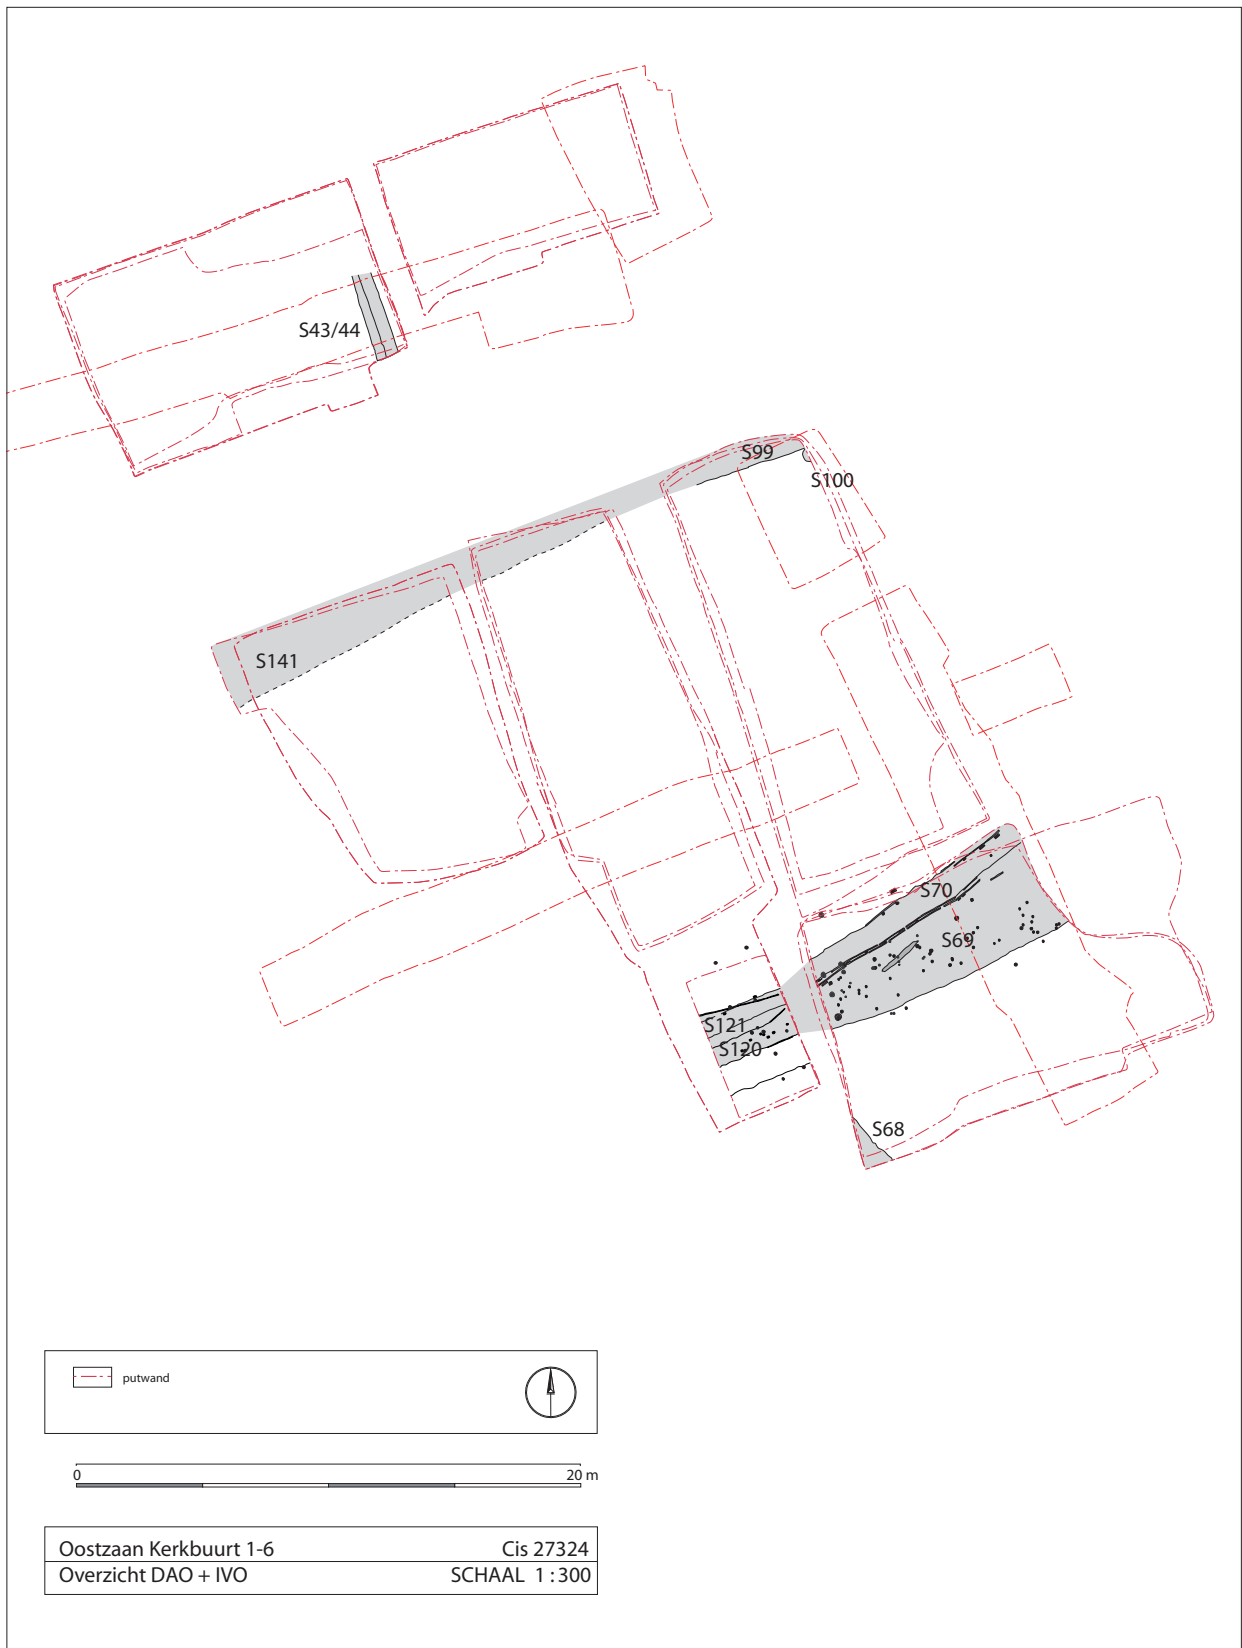 S43/44
S99
S100
S141
S70
S69
S121
S120
S68
putwand
0 20 m
Oostzaan Kerkbuurt 1-6 Cis 27324
Overzicht DAO + IVO SCHAAL 1 : 300